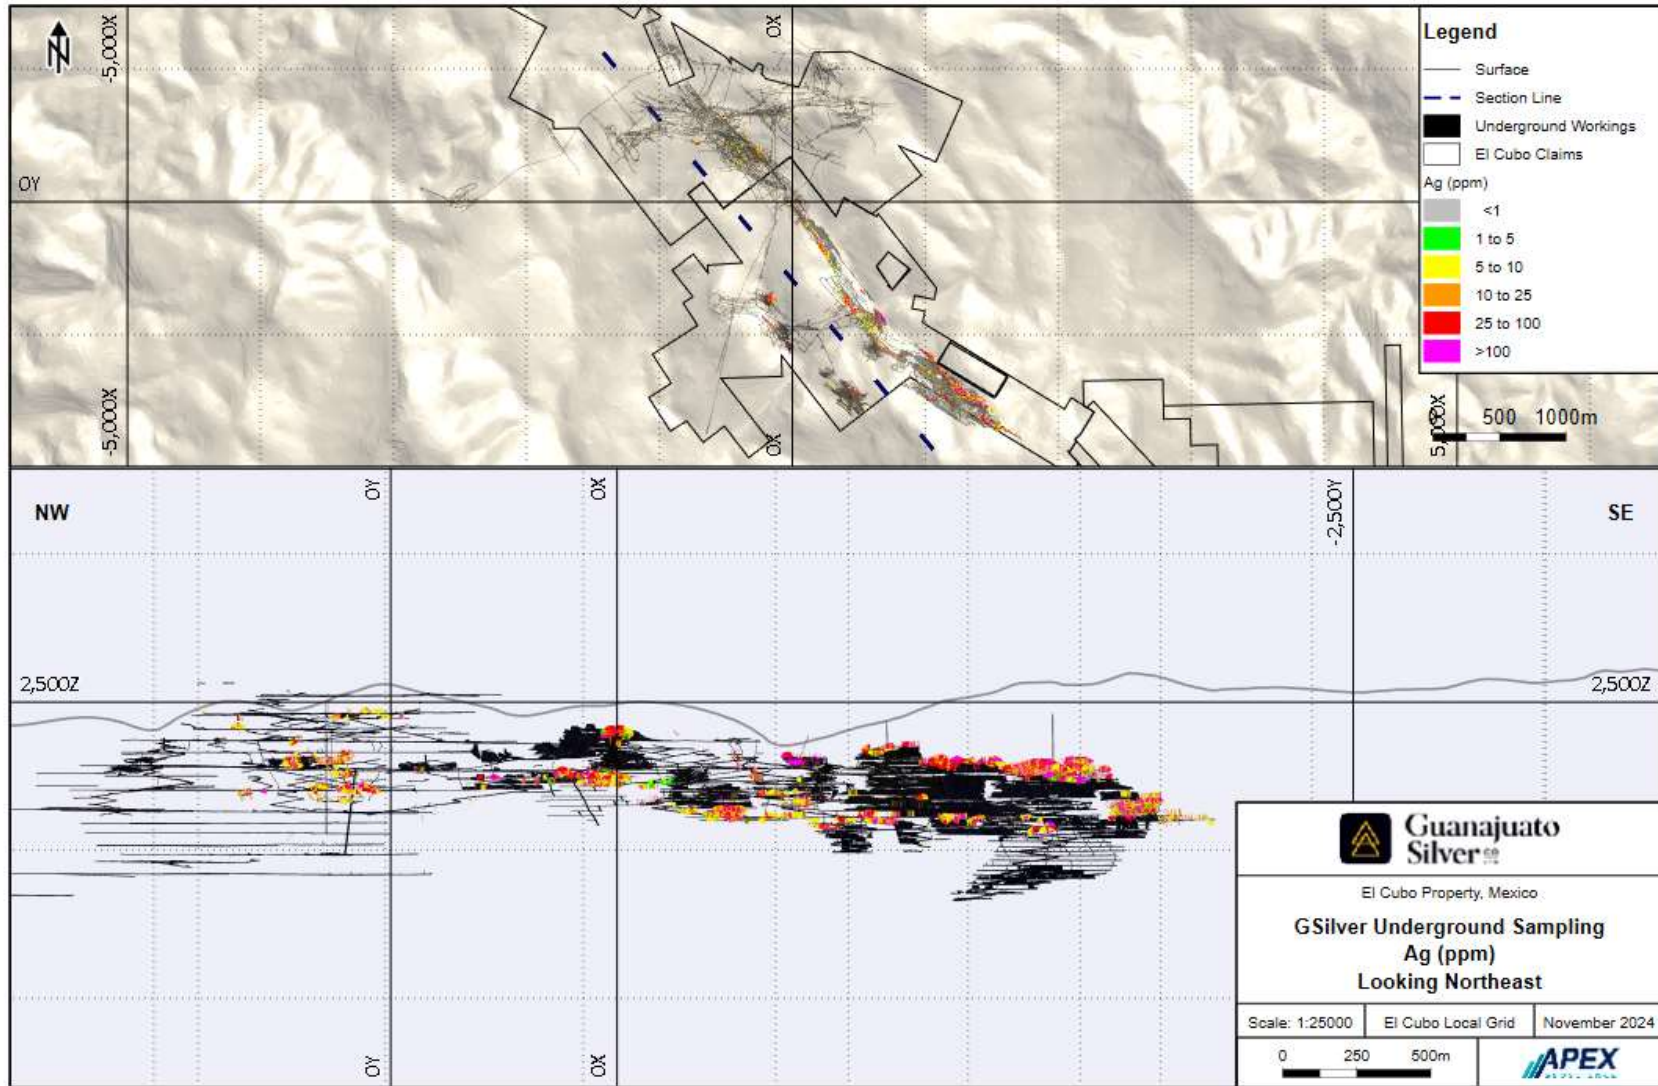 N
-5,000X
0X
0Y
-5,000X
0X
Legend
Surface
Section Line
Underground Workings
El Cubo Claims
Ag (ppm)
<1
1 to 5
5 to 10
10 to 25
25 to 100
>100
500 1000m
NW
0Y
0X
-2,500Y
SE
2,500Z
2,500Z
0Y
0X
Guanajuato
Silver
El Cubo Property, Mexico
GSilver Underground Sampling
Ag (ppm)
Looking Northeast
Scale: 1:25000
El Cubo Local Grid
November 2024
0 250 500m
APEX